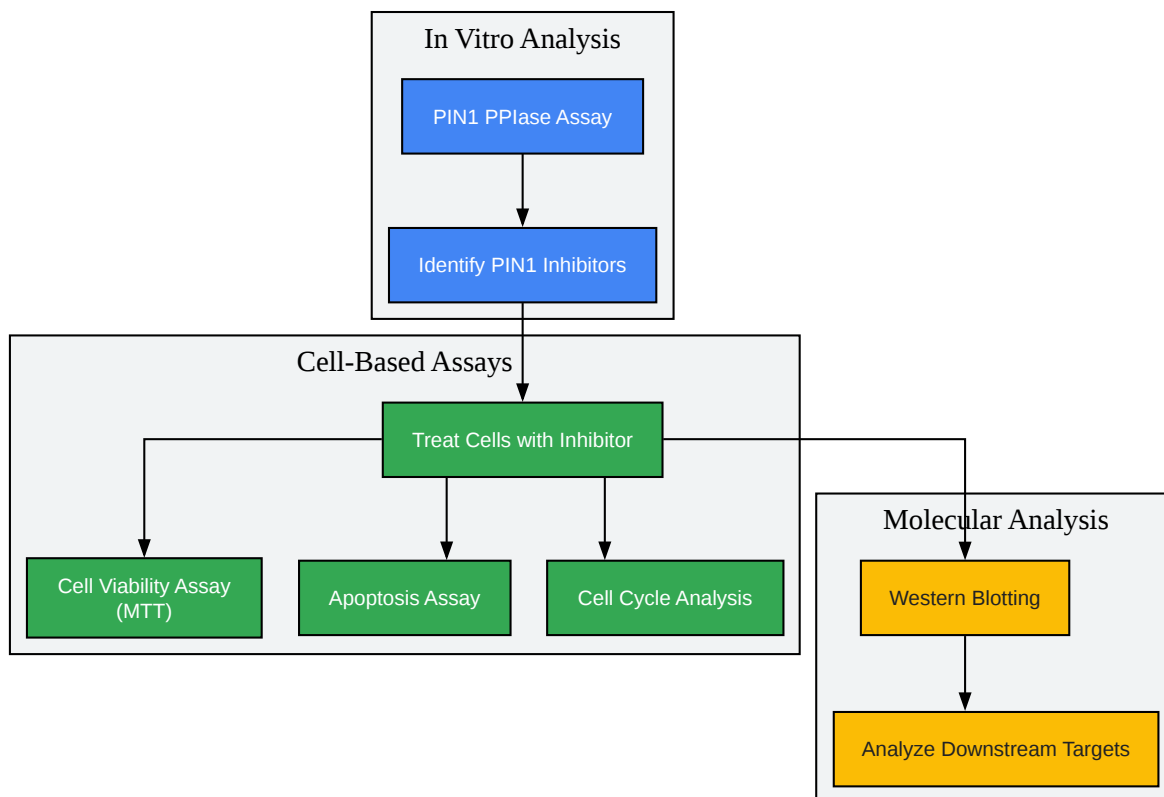 In Vitro Analysis
PIN1 PPIase Assay
Identify PIN1 Inhibitors
Cell-Based Assays
Treat Cells with Inhibitor
Cell Viability Assay
(MTT)
Apoptosis Assay
Cell Cycle Analysis
Molecular Analysis
Western Blotting
Analyze Downstream Targets